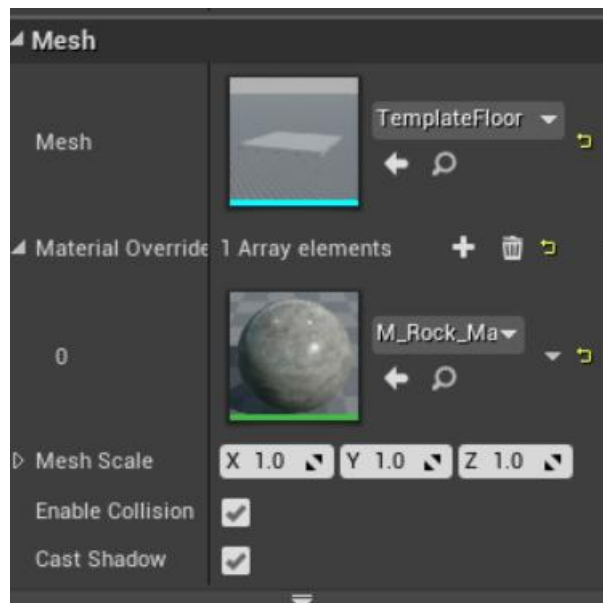 Mesh
Mesh
TemplateFloor
Material Override 1 Array elements
0
M_Rock_Ma
Mesh Scale X 1.0 Y 1.0 Z 1.0
Enable Collision
Cast Shadow